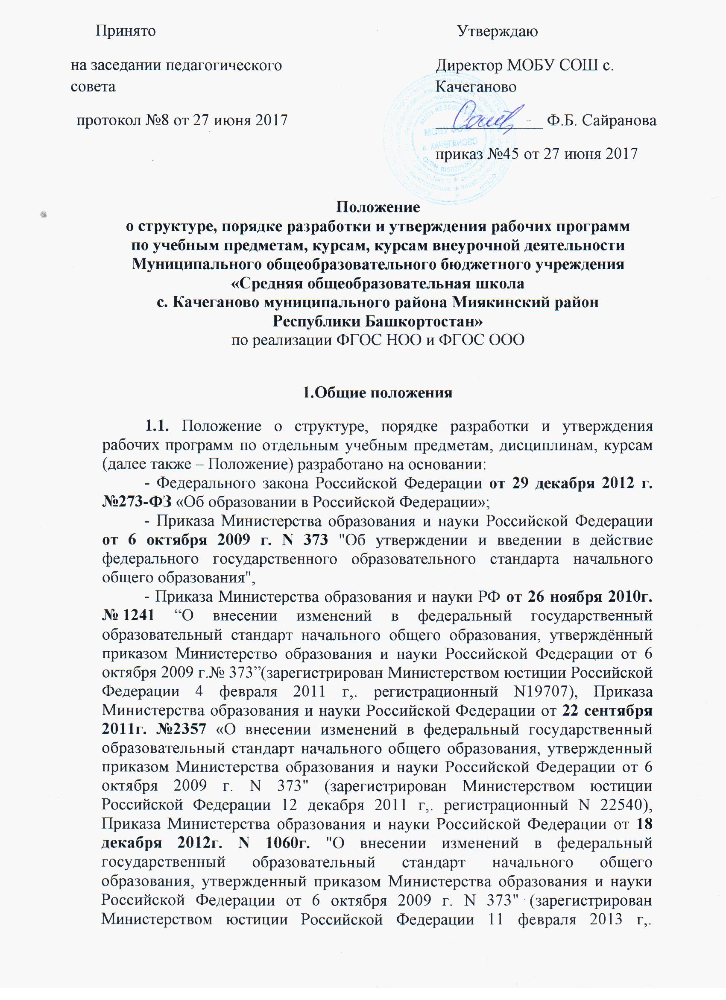 Принято
Утверждаю
на заседании педагогического
совета
Директор МОБУ СОШ с.
Качеганово
протокол №8 от 27 июня 2017
Ф.Б. Сайранова
МОБУ СОШ
с. КАЧЕГАНОВО
приказ №45 от 27 июня 2017
Положение
о структуре, порядке разработки и утверждения рабочих программ
по учебным предметам, курсам, курсам внеурочной деятельности
Муниципального общеобразовательного бюджетного учреждения
«Средняя общеобразовательная школа
с. Качеганово муниципального района Миякинский район
Республики Башкортостан»
по реализации ФГОС НОО и ФГОС ООО
1.Общие положения
1.1. Положение о структуре, порядке разработки и утверждения
рабочих программ по отдельным учебным предметам, дисциплинам, курсам
(далее также – Положение) разработано на основании:
- Федерального закона Российской Федерации от 29 декабря 2012 г.
№273-ФЗ «Об образовании в Российской Федерации»;
- Приказа Министерства образования и науки Российской Федерации
от 6 октября 2009 г. N 373 "Об утверждении и введении в действие
федерального государственного образовательного стандарта начального
общего образования",
- Приказа Министерства образования и науки РФ от 26 ноября 2010г.
№ 1241 “О внесении изменений в федеральный государственный
образовательный стандарт начального общего образования, утверждённый
приказом Министерство образования и науки Российской Федерации от 6
октября 2009 г.№ 373”(зарегистрирован Министерством юстиции Российской
Федерации 4 февраля 2011 г,. регистрационный N19707), Приказа
Министерства образования и науки Российской Федерации от 22 сентября
2011г. №2357 «О внесении изменений в федеральный государственный
образовательный стандарт начального общего образования, утвержденный
приказом Министерства образования и науки Российской Федерации от 6
октября 2009 г. N 373" (зарегистрирован Министерством юстиции
Российской Федерации 12 декабря 2011 г,. регистрационный N 22540),
Приказа Министерства образования и науки Российской Федерации от 18
декабря 2012г. N 1060г. "О внесении изменений в федеральный
государственный образовательный стандарт начального общего
образования, утвержденный приказом Министерства образования и науки
Российской Федерации от 6 октября 2009 г. N 373" (зарегистрирован
Министерством юстиции Российской Федерации 11 февраля 2013 г,.